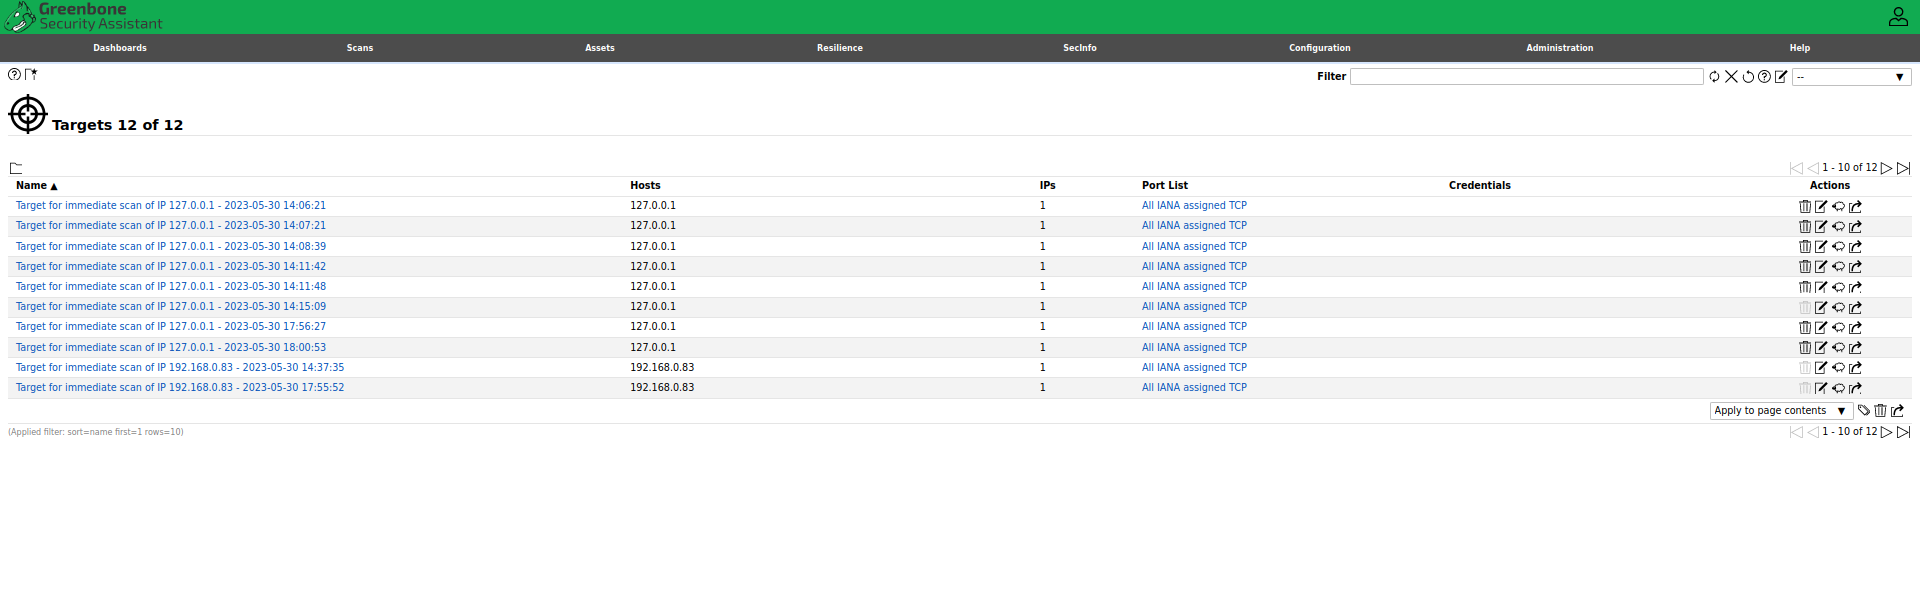 Greenbone
Security Assistant
Dashboards Scans Assets Resilience SecInfo Configuration Administration Help
Filter --▼
Targets 12 of 12
1 - 10 of 12
Name ▲ Hosts IPs Port List Credentials Actions
Target for immediate scan of IP 127.0.0.1 - 2023-05-30 14:06:21 127.0.0.1 1 All IANA assigned TCP
Target for immediate scan of IP 127.0.0.1 - 2023-05-30 14:07:21 127.0.0.1 1 All IANA assigned TCP
Target for immediate scan of IP 127.0.0.1 - 2023-05-30 14:08:39 127.0.0.1 1 All IANA assigned TCP
Target for immediate scan of IP 127.0.0.1 - 2023-05-30 14:11:42 127.0.0.1 1 All IANA assigned TCP
Target for immediate scan of IP 127.0.0.1 - 2023-05-30 14:11:48 127.0.0.1 1 All IANA assigned TCP
Target for immediate scan of IP 127.0.0.1 - 2023-05-30 14:15:09 127.0.0.1 1 All IANA assigned TCP
Target for immediate scan of IP 127.0.0.1 - 2023-05-30 17:56:27 127.0.0.1 1 All IANA assigned TCP
Target for immediate scan of IP 127.0.0.1 - 2023-05-30 18:00:53 127.0.0.1 1 All IANA assigned TCP
Target for immediate scan of IP 192.168.0.83 - 2023-05-30 14:37:35 192.168.0.83 1 All IANA assigned TCP
Target for immediate scan of IP 192.168.0.83 - 2023-05-30 17:55:52 192.168.0.83 1 All IANA assigned TCP
Apply to page contents ▼
(Applied filter: sort=name first=1 rows=10) 1 - 10 of 12